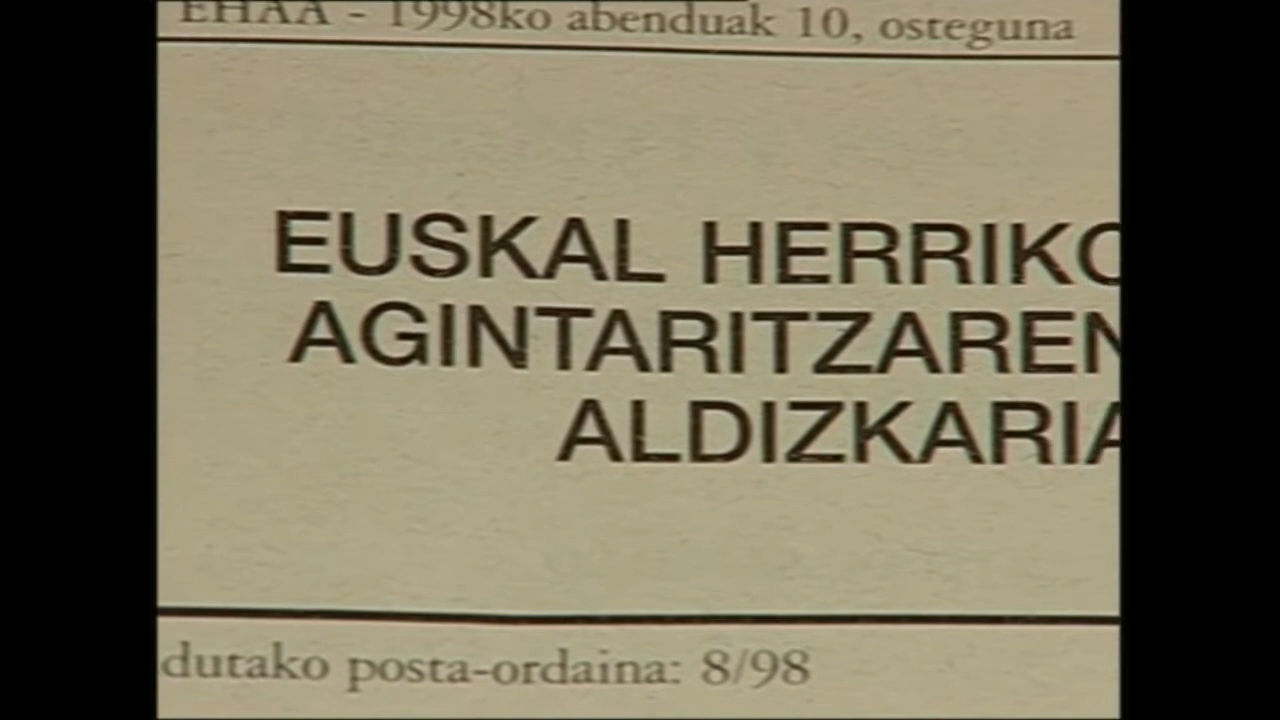 EHAA - 1998ko abenduak 10, osteguna
EUSKAL HERRIKO
AGINTARITZAREN
ALDIZKARIA
dutako posta-ordaina: 8/98